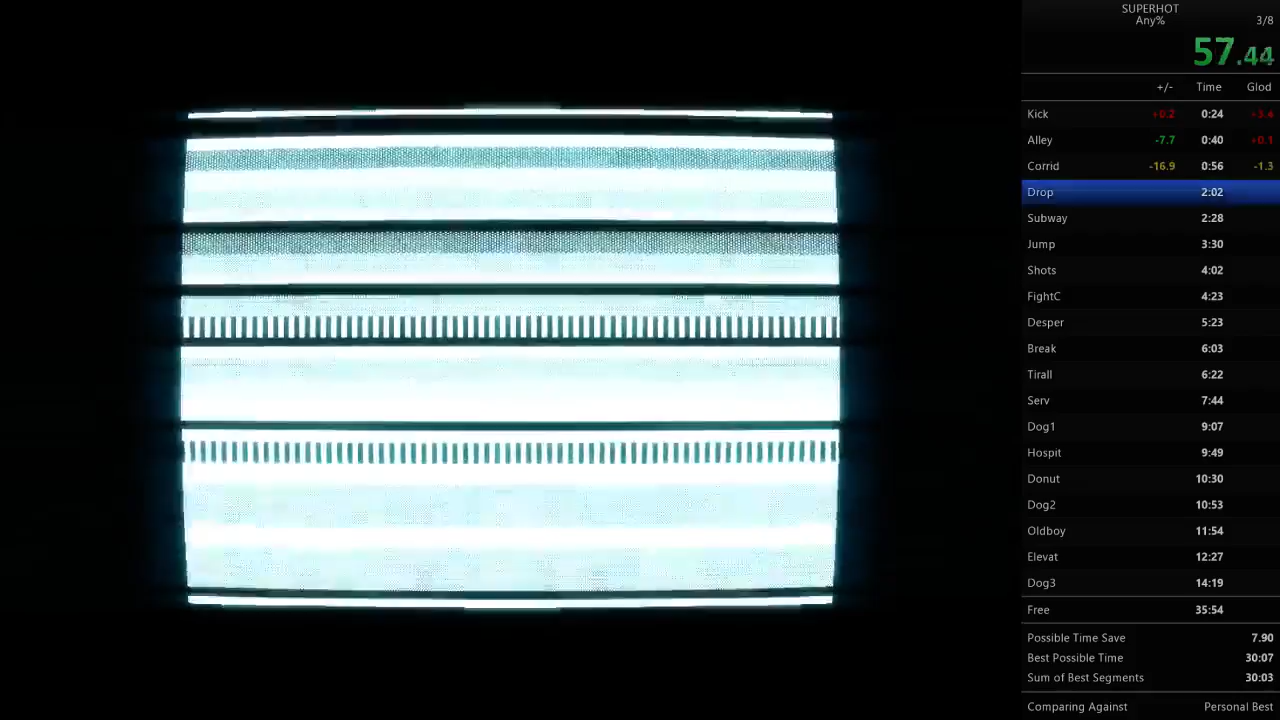 SUPERHOT
Any% 3/8
57.44
+/- Time Glod
Kick +0.2 0:24 +3.4
Alley -7.7 0:40 +0.1
Corrid -16.9 0:56 -1.3
Drop 2:02
Subway 2:28
Jump 3:30
Shots 4:02
FightC 4:23
Desper 5:23
Break 6:03
Tirall 6:22
Serv 7:44
Dog1 9:07
Hospit 9:49
Donut 10:30
Dog2 10:53
Oldboy 11:54
Elevat 12:27
Dog3 14:19
Free 35:54
Possible Time Save 7.90
Best Possible Time 30:07
Sum of Best Segments 30:03
Comparing Against Personal Best